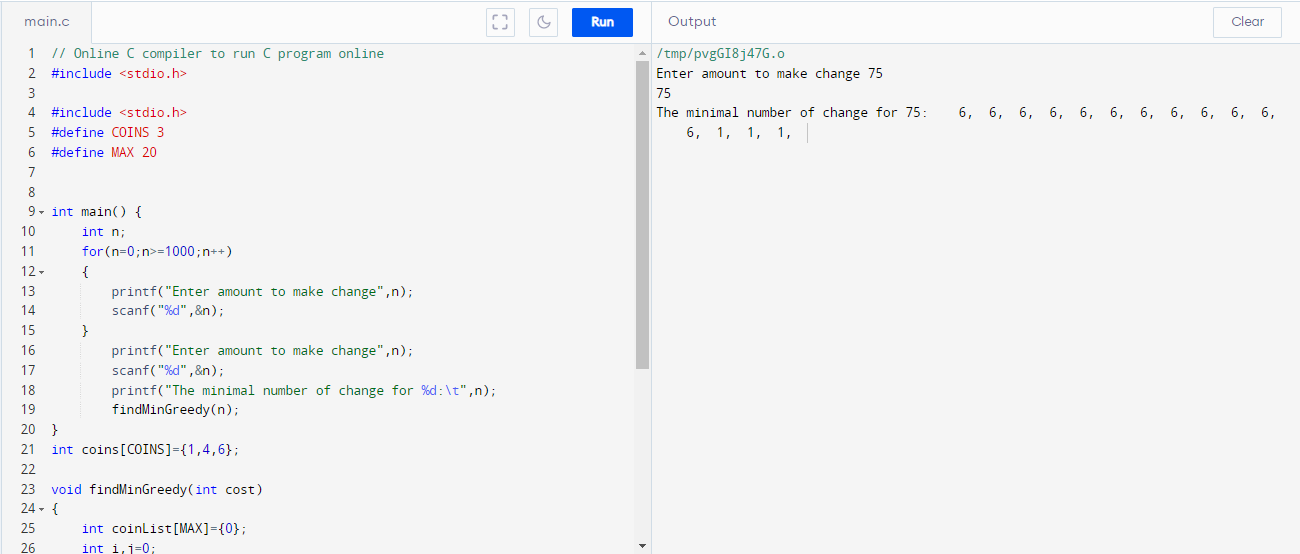 main.c
Run
Output
Clear
1 // Online C compiler to run C program online
2 #include <stdio.h>
3
4 #include <stdio.h>
5 #define COINS 3
6 #define MAX 20
7
8
9 int main() {
10 int n;
11 for(n=0;n>=1000;n++)
12 {
13 printf("Enter amount to make change",n);
14 scanf("%d",&n);
15 }
16 printf("Enter amount to make change",n);
17 scanf("%d",&n);
18 printf("The minimal number of change for %d:\t",n);
19 findMinGreedy(n);
20 }
21 int coins[COINS]={1,4,6};
22
23 void findMinGreedy(int cost)
24 {
25 int coinList[MAX]={0};
26 int i,j=0;
/tmp/pvgGI8j47G.o
Enter amount to make change 75
75
The minimal number of change for 75: 6, 6, 6, 6, 6, 6, 6, 6, 6, 6, 6,
6, 1, 1, 1,